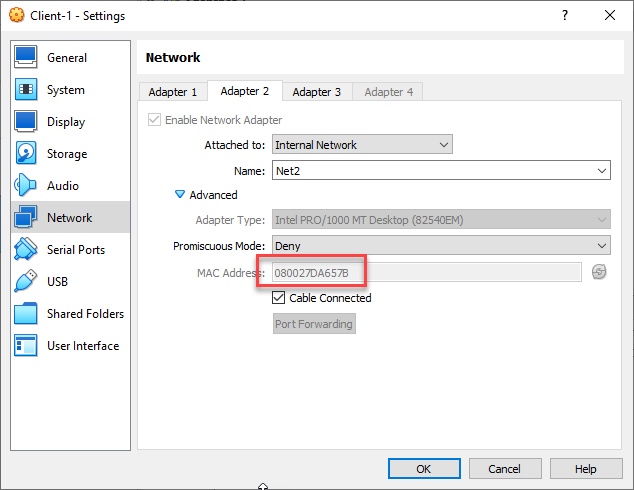 Client-1 - Settings
General
System
Display
Storage
Audio
Network
Serial Ports
USB
Shared Folders
User Interface
Network
Adapter 1 Adapter 2 Adapter 3 Adapter 4
Enable Network Adapter
Attached to: Internal Network
Name: Net2
Advanced
Adapter Type: Intel PRO/1000 MT Desktop (82540EM)
Promiscuous Mode: Deny
MAC Address: 080027DA657B
Cable Connected
Port Forwarding
OK Cancel Help